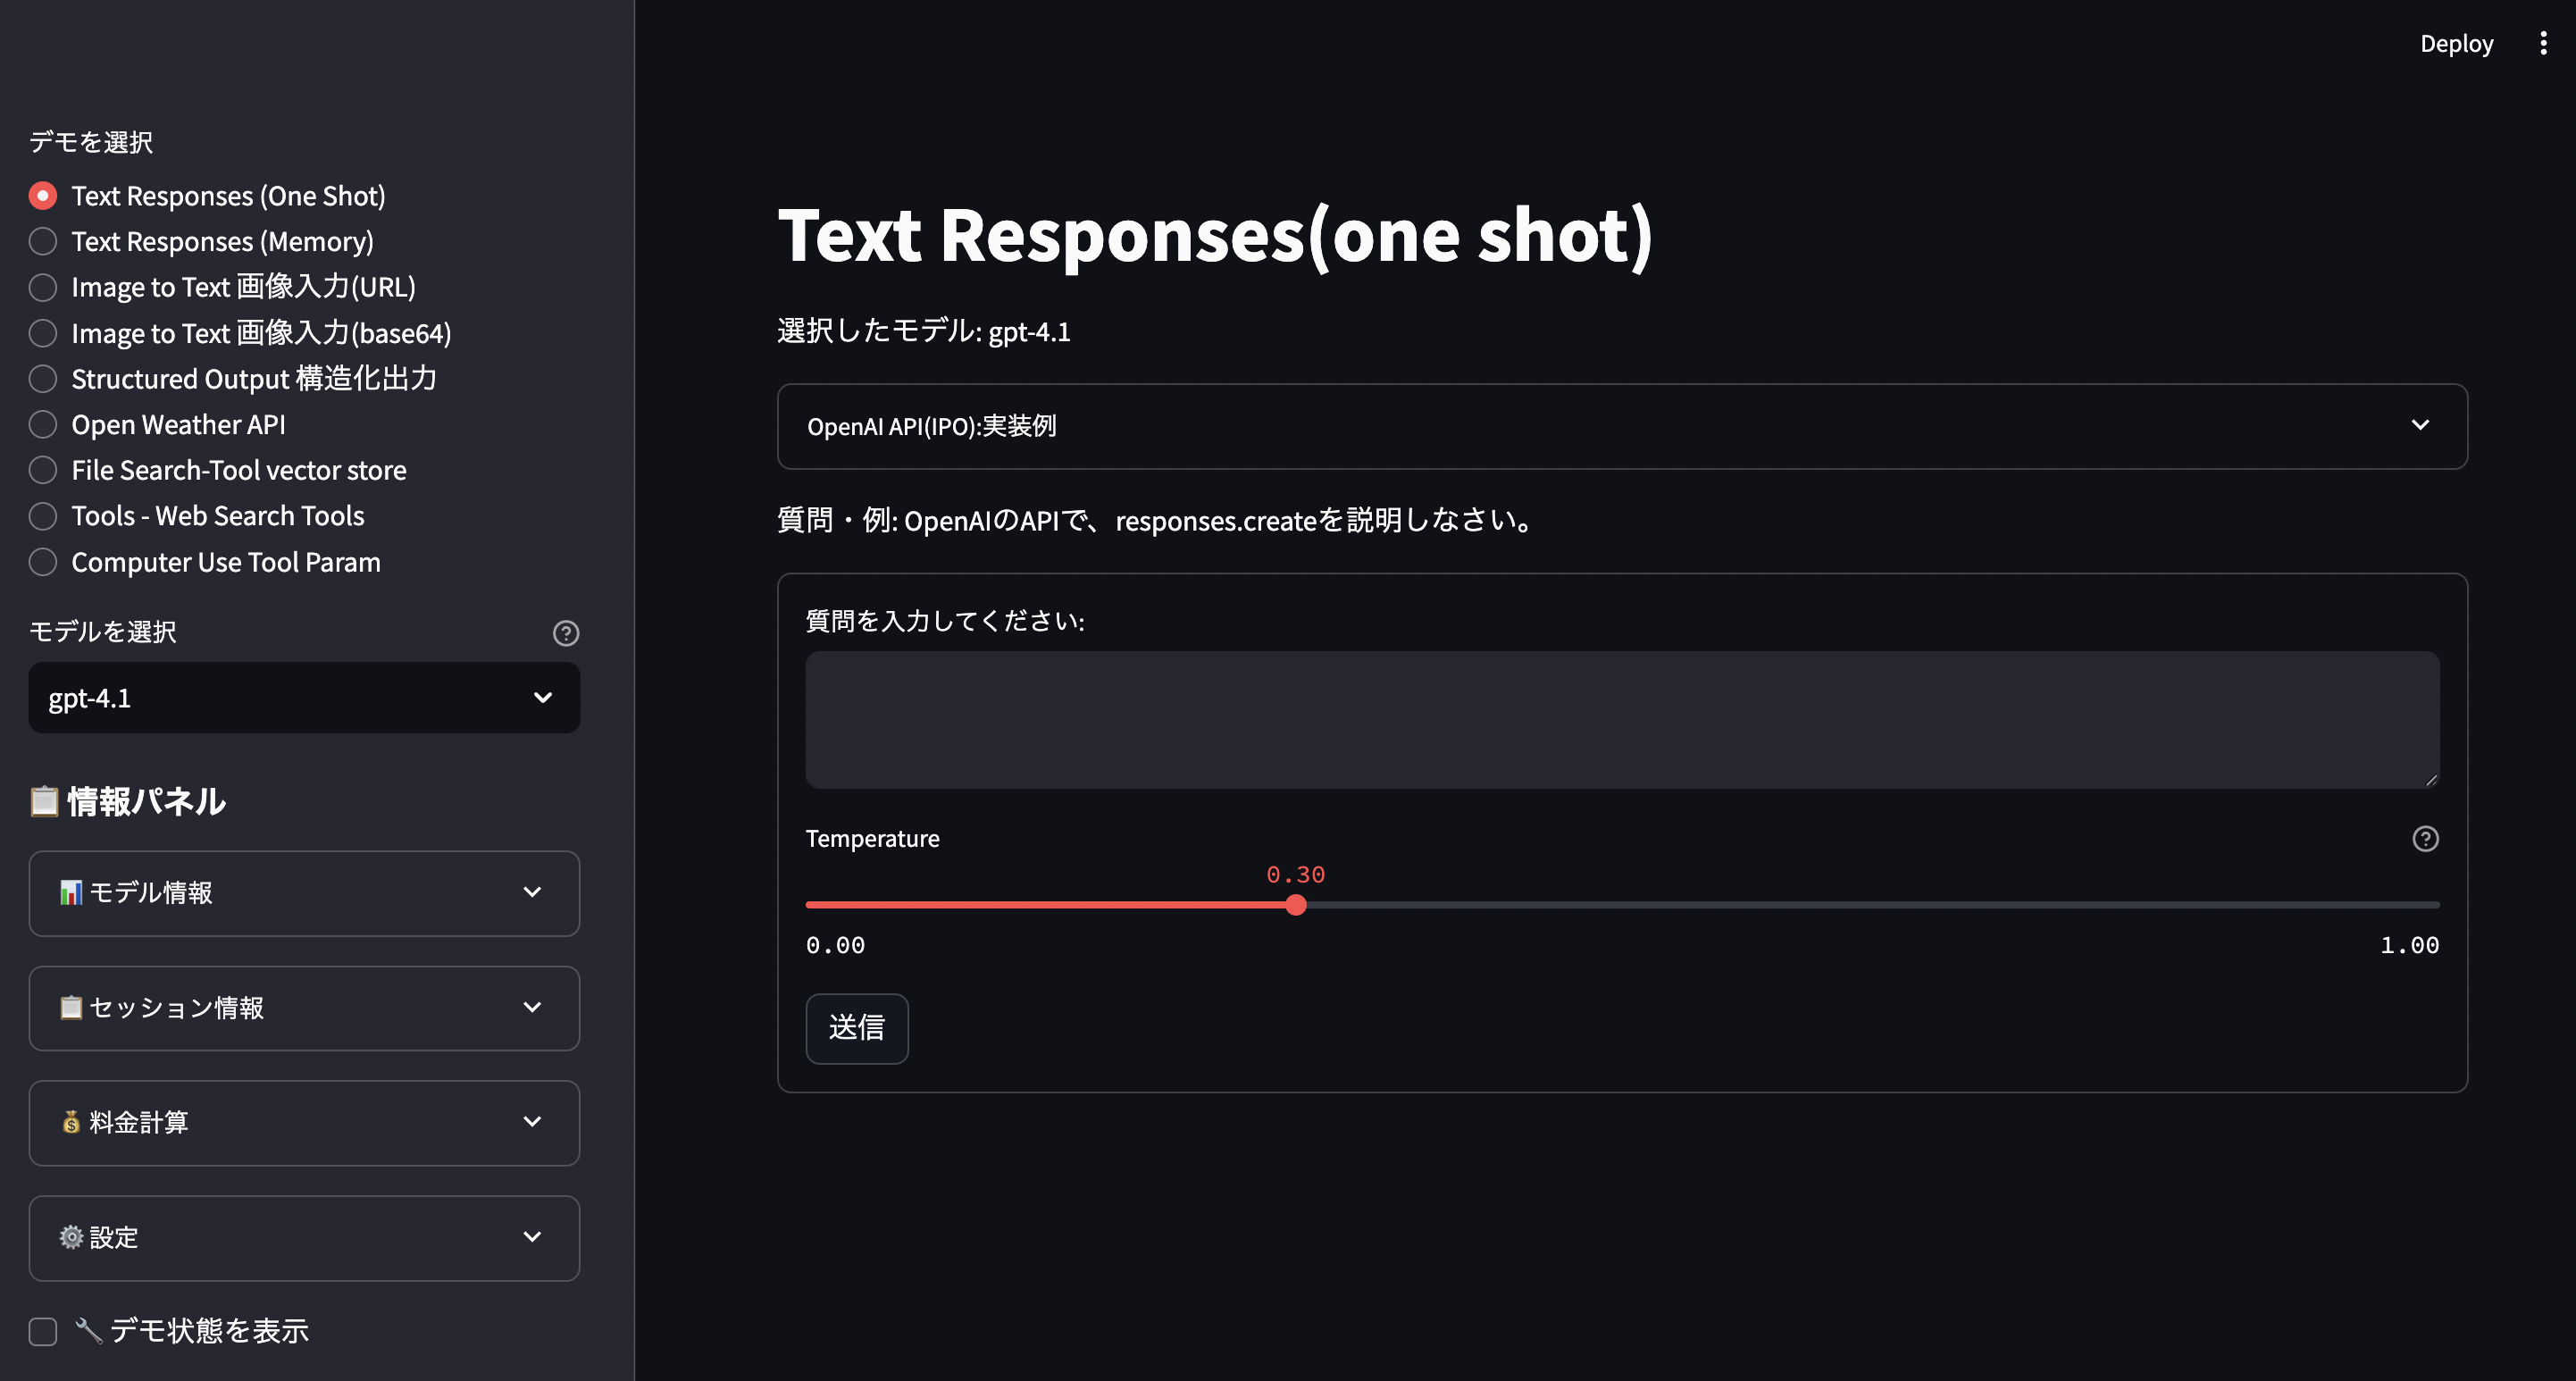 デモを選択
Text Responses (One Shot)
Text Responses (Memory)
Image to Text 画像入力(URL)
Image to Text 画像入力(base64)
Structured Output 構造化出力
Open Weather API
File Search-Tool vector store
Tools - Web Search Tools
Computer Use Tool Param
モデルを選択
gpt-4.1
📋 情報パネル
📊 モデル情報
📋 セッション情報
💰 料金計算
⚙️ 設定
🔧 デモ状態を表示
Deploy
Text Responses(one shot)
選択したモデル: gpt-4.1
OpenAI API(IPO):実装例
質問・例: OpenAIのAPIで、responses.createを説明しなさい。
質問を入力してください:
Temperature
0.30
0.00 1.00
送信